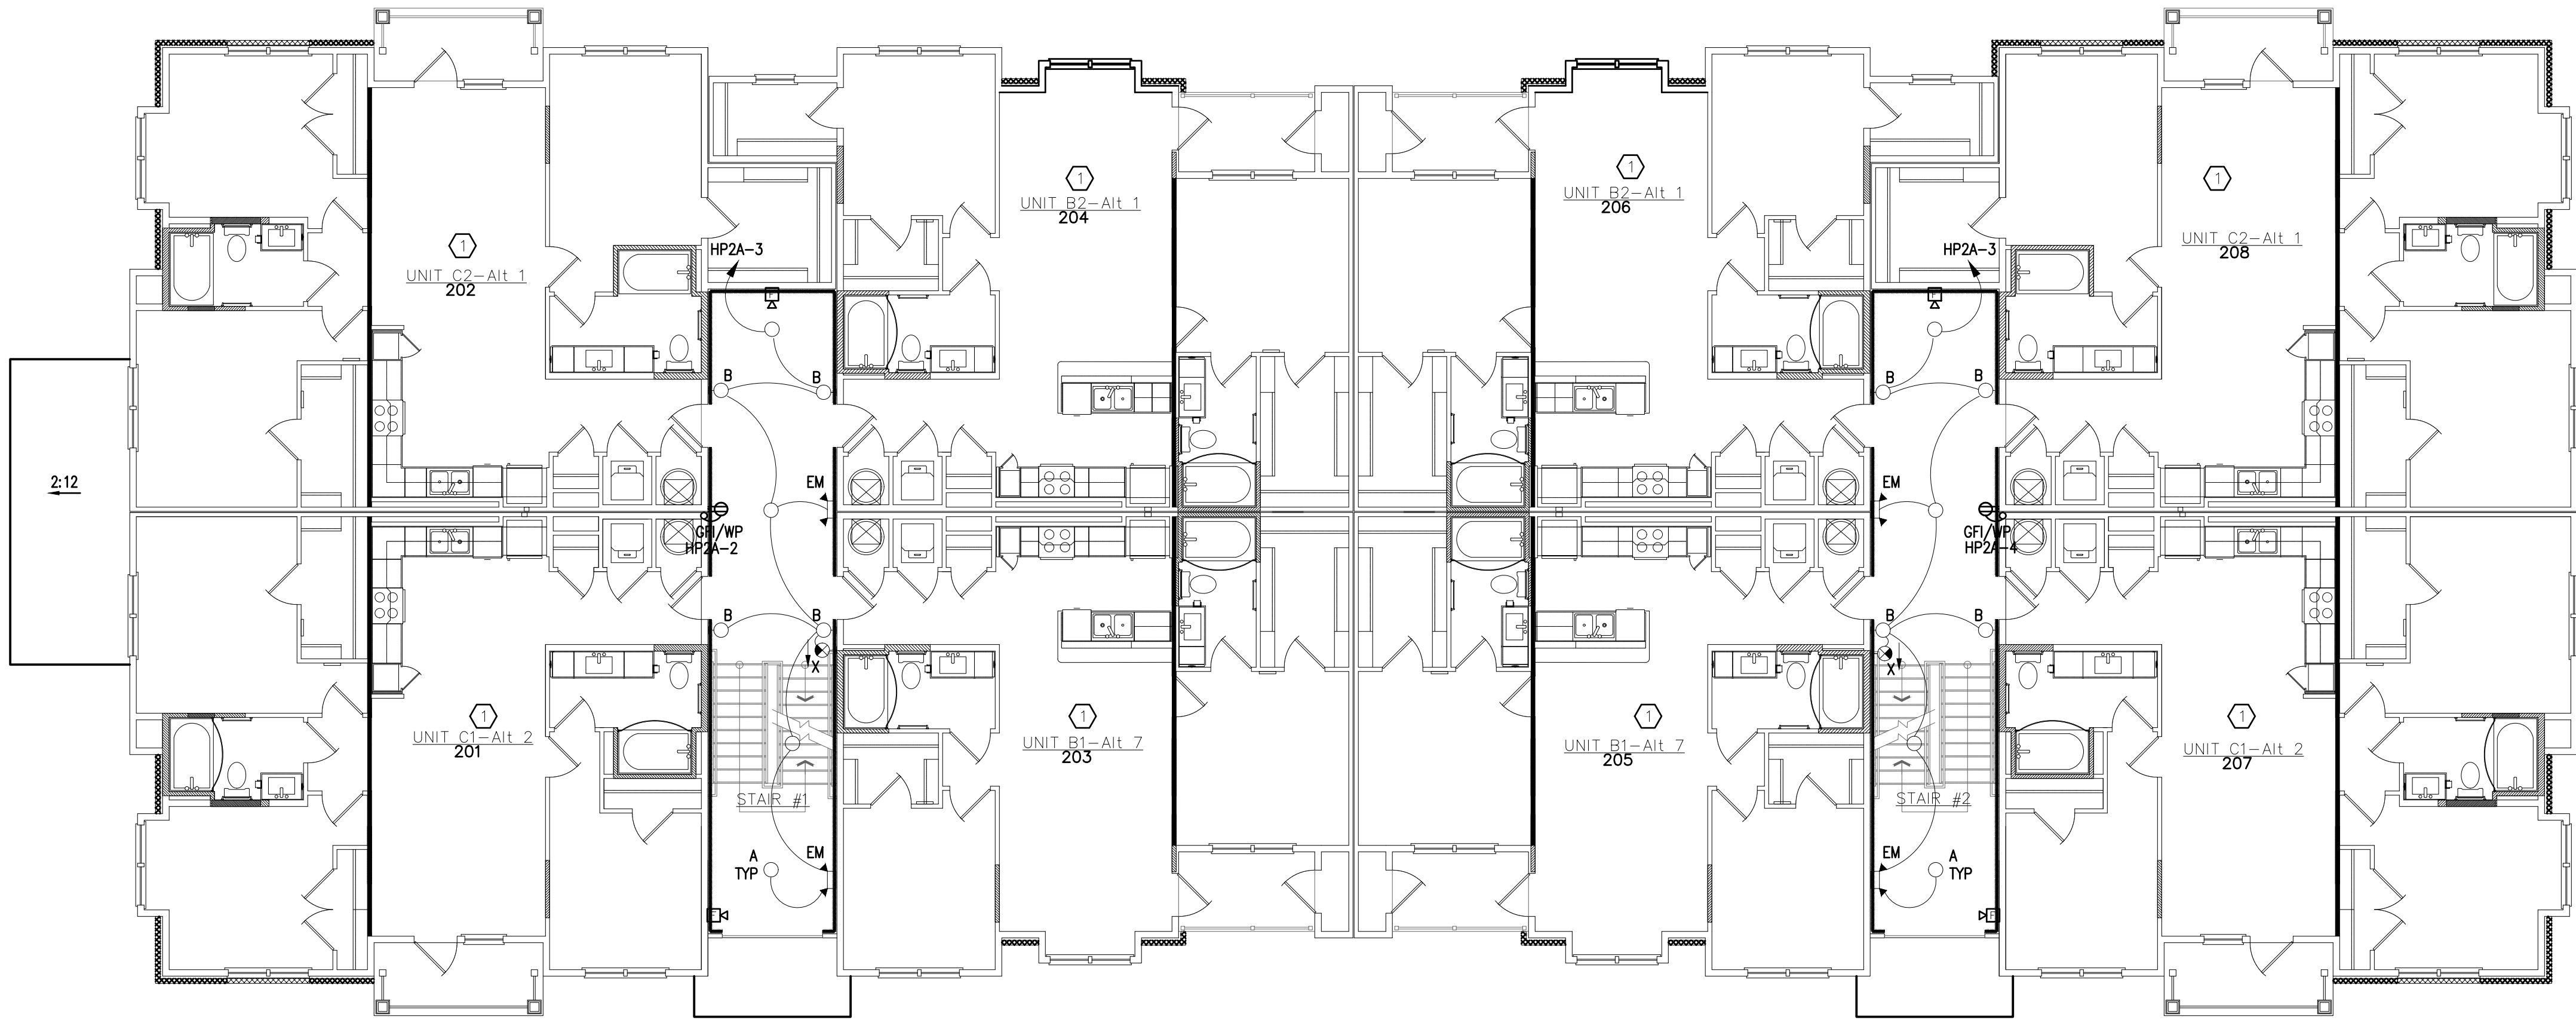 1
UNIT C2-Alt 1
202
1
UNIT B2-Alt 1
204
1
UNIT B2-Alt 1
206
1
UNIT C2-Alt 1
208
HP2A-3
F
B
B
HP2A-3
F
B
B
2:12
EM
GFI/WP
HP2A-2
EM
GFI/WP
HP2A-4
B
B
X
B
B
X
1
UNIT C1-Alt 2
201
1
UNIT B1-Alt 7
203
1
UNIT B1-Alt 7
205
1
UNIT C1-Alt 2
207
STAIR #1
STAIR #2
EM
A
TYP
F
EM
A
TYP
F